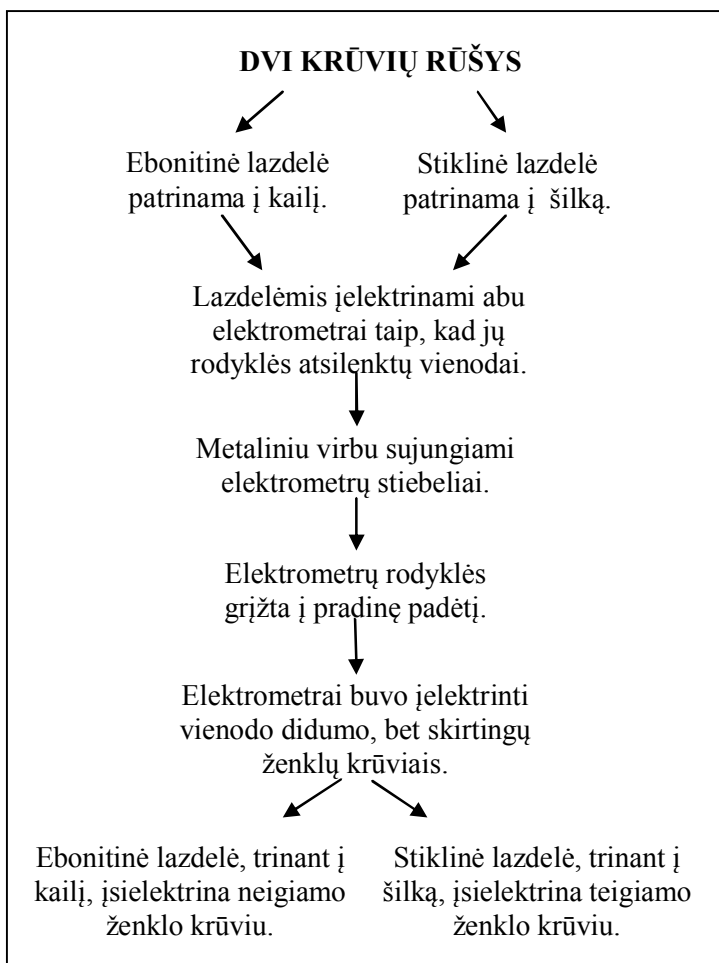 DVI KRŪVIŲ RŪŠYS
Ebonitinė lazdelė
patrinama į kailį.
Stiklinė lazdelė
patrinama į šilką.
Lazdelėmis įelektrinami abu
elektrometrai taip, kad jų
rodyklės atsilenktų vienodai.
Metaliniu virbu sujungiami
elektrometrų stiebeliai.
Elektrometrų rodyklės
grįžta į pradinę padėtį.
Elektrometrai buvo įelektrinti
vienodo didumo, bet skirtingų
ženklų krūviais.
Ebonitinė lazdelė, trinant į
kailį, įsielektrina neigiamo
ženklo krūviu.
Stiklinė lazdelė, trinant į
šilką, įsielektrina teigiamo
ženklo krūviu.